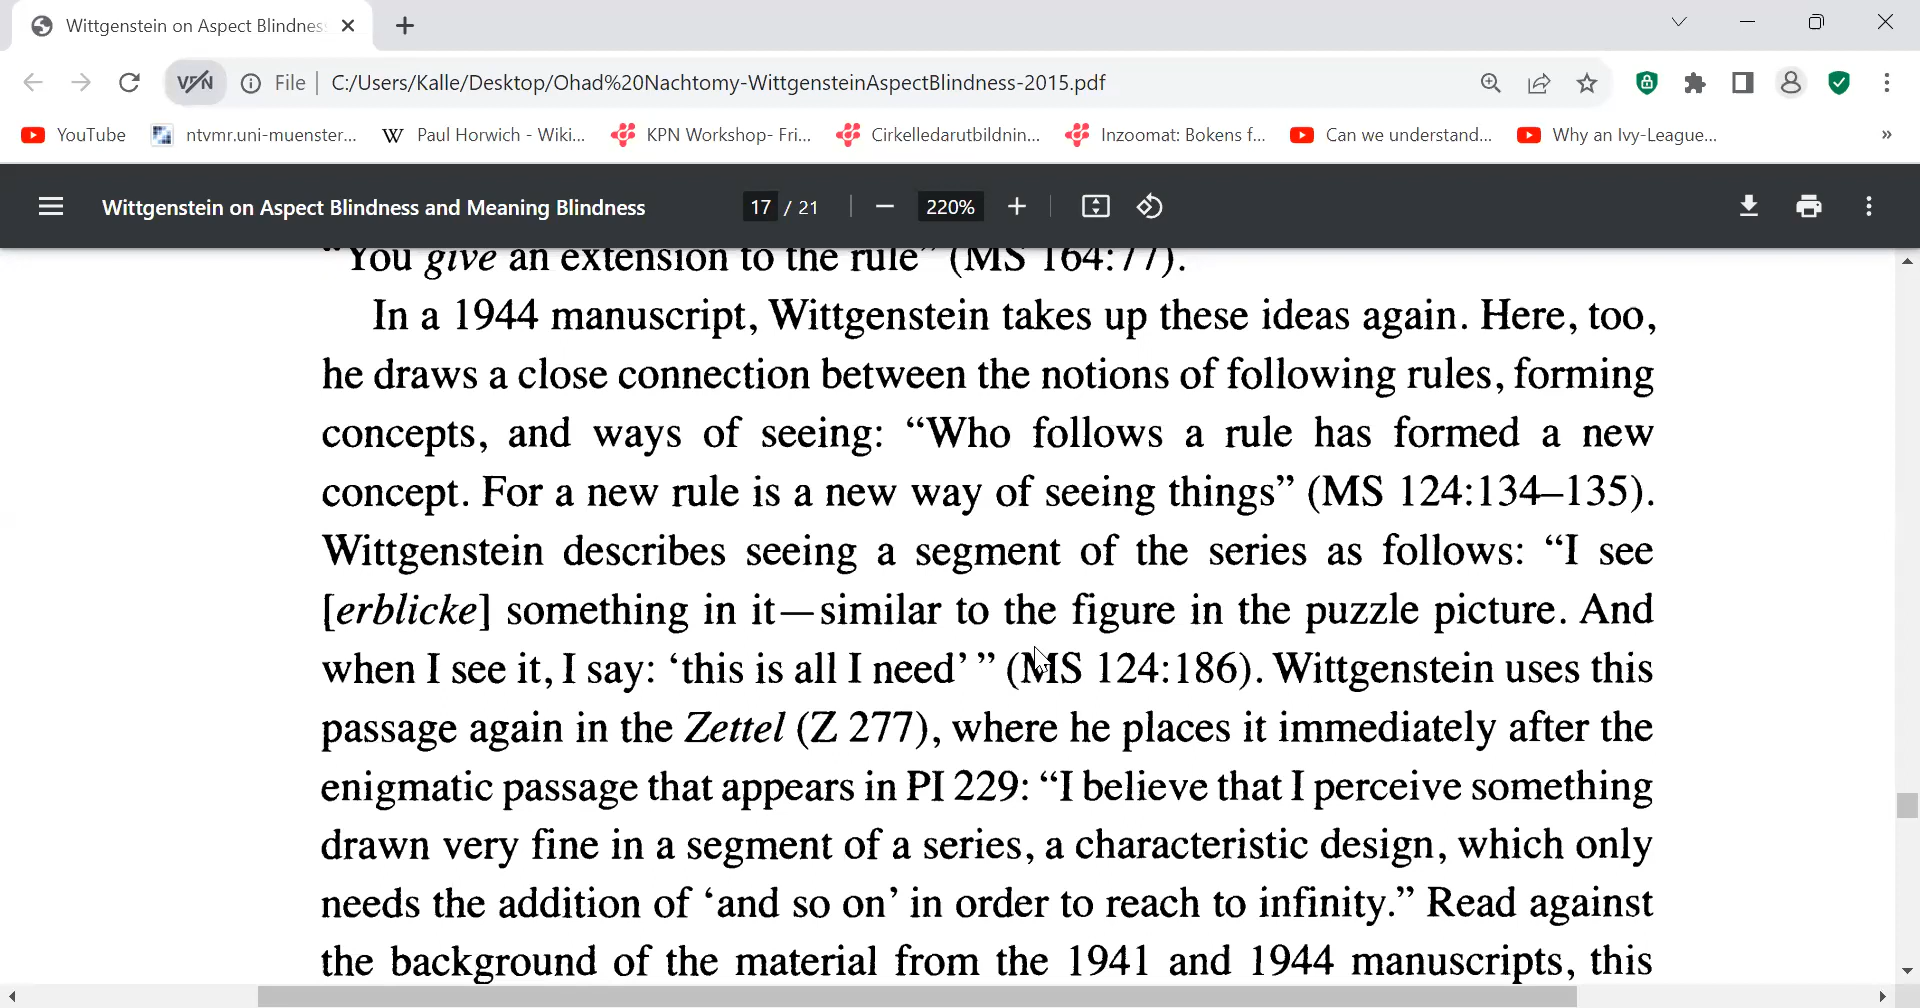 Wittgenstein on Aspect Blindnes
VPN File C:/Users/Kalle/Desktop/Ohad%20Nachtomy-WittgensteinAspectBlindness-2015.pdf
YouTube ntvmr.uni-muenster... W Paul Horwich - Wiki... KPN Workshop- Fri... Cirkelledarutbildnin... Inzoomat: Bokens f... Can we understand... Why an Ivy-League... »
Wittgenstein on Aspect Blindness and Meaning Blindness 17 / 21 220%
“You give an extension to the rule” (MS 164:77).
In a 1944 manuscript, Wittgenstein takes up these ideas again. Here, too,
he draws a close connection between the notions of following rules, forming
concepts, and ways of seeing: “Who follows a rule has formed a new
concept. For a new rule is a new way of seeing things” (MS 124:134–135).
Wittgenstein describes seeing a segment of the series as follows: “I see
[erblicke] something in it—similar to the figure in the puzzle picture. And
when I see it, I say: ‘this is all I need’ ” (MS 124:186). Wittgenstein uses this
passage again in the Zettel (Z 277), where he places it immediately after the
enigmatic passage that appears in PI 229: “I believe that I perceive something
drawn very fine in a segment of a series, a characteristic design, which only
needs the addition of ‘and so on’ in order to reach to infinity.” Read against
the background of the material from the 1941 and 1944 manuscripts, this